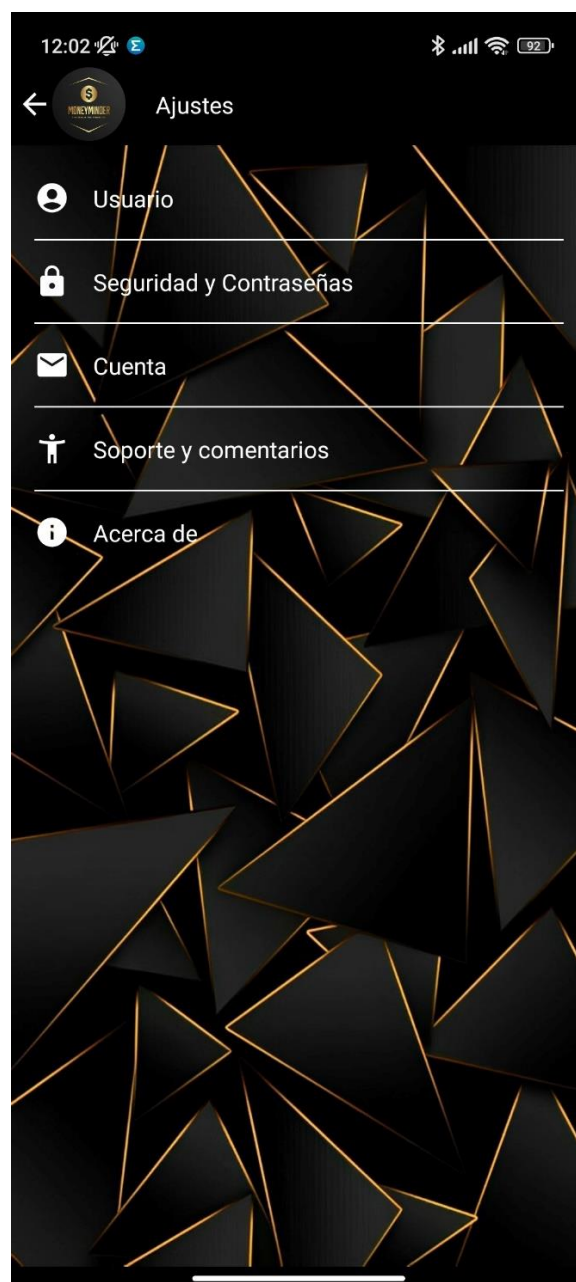 12:02
92
MONEYMINDER
Ajustes
Usuario
Seguridad y Contraseñas
Cuenta
Soporte y comentarios
Acerca de